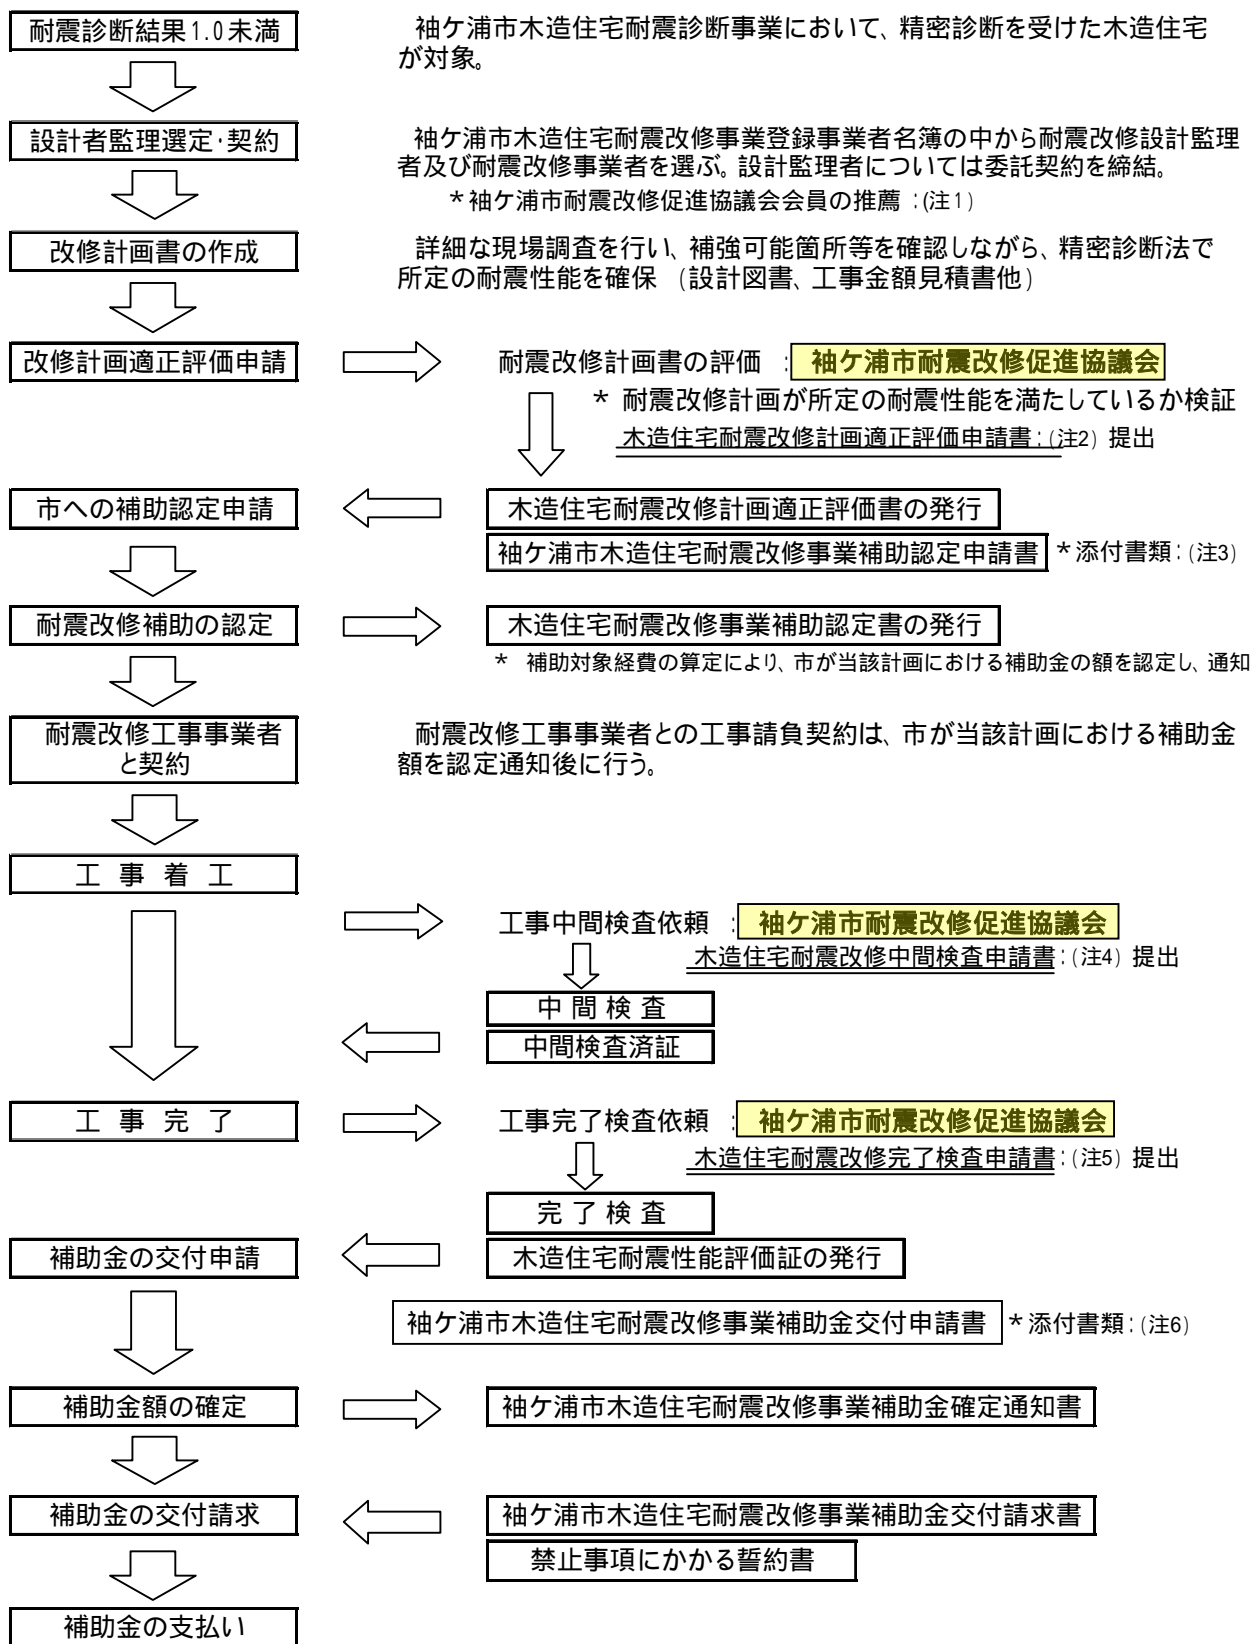 耐震診断結果1.0未満
袖ケ浦市木造住宅耐震診断事業において、精密診断を受けた木造住宅
が対象。
設計者監理選定・契約
袖ケ浦市木造住宅耐震改修事業登録事業者名簿の中から耐震改修設計監理
者及び耐震改修事業者を選ぶ。設計監理者については委託契約を締結。
*袖ケ浦市耐震改修促進協議会会員の推薦 :(注1)
改修計画書の作成
詳細な現場調査を行い、補強可能箇所等を確認しながら、精密診断法で
所定の耐震性能を確保 (設計図書、工事金額見積書他)
改修計画適正評価申請
耐震改修計画書の評価 : 袖ケ浦市耐震改修促進協議会
* 耐震改修計画が所定の耐震性能を満たしているか検証
木造住宅耐震改修計画適正評価申請書:(注2) 提出
市への補助認定申請
木造住宅耐震改修計画適正評価書の発行
袖ケ浦市木造住宅耐震改修事業補助認定申請書 *添付書類:(注3)
耐震改修補助の認定
木造住宅耐震改修事業補助認定書の発行
* 補助対象経費の算定により、市が当該計画における補助金の額を認定し、通知
耐震改修工事事業者
と契約
耐震改修工事事業者との工事請負契約は、市が当該計画における補助金
額を認定通知後に行う。
工 事 着 工
工事中間検査依頼 : 袖ケ浦市耐震改修促進協議会
木造住宅耐震改修中間検査申請書:(注4) 提出
中 間 検 査
中間検査済証
工 事 完 了
工事完了検査依頼 : 袖ケ浦市耐震改修促進協議会
木造住宅耐震改修完了検査申請書:(注5) 提出
完 了 検 査
補助金の交付申請
木造住宅耐震性能評価証の発行
袖ケ浦市木造住宅耐震改修事業補助金交付申請書 *添付書類:(注6)
補助金額の確定
袖ケ浦市木造住宅耐震改修事業補助金確定通知書
補助金の交付請求
袖ケ浦市木造住宅耐震改修事業補助金交付請求書
禁止事項にかかる誓約書
補助金の支払い